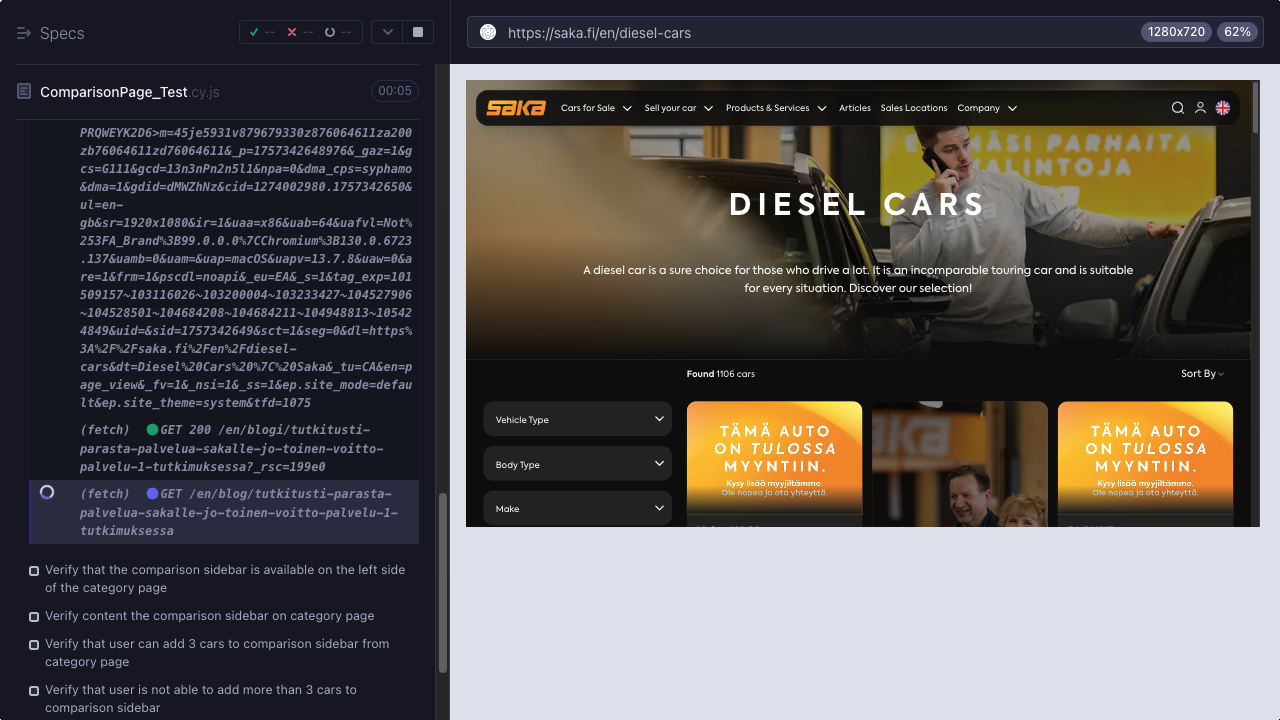 Specs
-- -- --
https://saka.fi/en/diesel-cars
1280x720
62%
ComparisonPage_Test.cy.js
00:05
PRQWEYK2D6>m=45je5931v879679330z876064611za200
zb76064611zd76064611&_p=1757342648976&_gaz=1&g
cs=G111&gcd=13n3nPn2n5l1&npa=0&dma_cps=syphamo
&dma=1&gdid=dMWZhNz&cid=1274002980.1757342650&
ul=en-
gb&sr=1920x1080&ir=1&uaa=x86&uab=64&uafvl=Not%
253FA_Brand%3B99.0.0.0%7CChromium%3B130.0.6723
.137&uamb=0&uam=&uap=macOS&uapv=13.7.8&uaw=0&a
re=1&frm=1&pscdl=noapi&_eu=EA&_s=1&tag_exp=101
509157~103116026~103200004~103233427~104527906
~104528501~104684208~104684211~104948813~10542
4849&uid=&sid=1757342649&sct=1&seg=0&dl=https%
3A%2F%2Fsaka.fi%2Fen%2Fdiesel-
cars&dt=Diesel%20Cars%20%7C%20Saka&_tu=CA&en=p
age_view&_fv=1&_nsi=1&_ss=1&ep.site_mode=defau
lt&ep.site_theme=system&tfd=1075
(fetch) GET 200 /en/blogi/tutkitusti-
parasta-palvelua-sakalle-jo-toinen-voitto-
palvelu-1-tutkimuksessa?_rsc=199e0
(fetch) GET /en/blog/tutkitusti-parasta-
palvelua-sakalle-jo-toinen-voitto-palvelu-1-
tutkimuksessa
Verify that the comparison sidebar is available on the left side
of the category page
Verify content the comparison sidebar on category page
Verify that user can add 3 cars to comparison sidebar from
category page
Verify that user is not able to add more than 3 cars to
comparison sidebar
saka
Cars for Sale
Sell your car
Products & Services
Articles
Sales Locations
Company
DIESEL CARS
A diesel car is a sure choice for those who drive a lot. It is an incomparable touring car and is suitable
for every situation. Discover our selection!
Found 1106 cars
Sort By
Vehicle Type
Body Type
Make
TÄMÄ AUTO
ON TULOSSA
MYYNTIIN.
Kysy lisää myyjiltämme.
Ole nopea ja ota yhteyttä.
TÄMÄ AUTO
ON TULOSSA
MYYNTIIN.
Kysy lisää myyjiltämme.
Ole nopea ja ota yhteyttä.